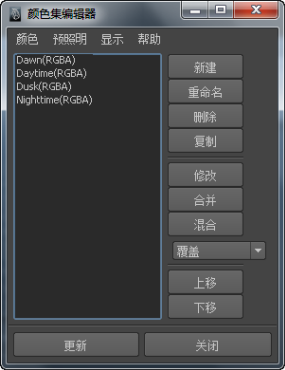 颜色集编辑器
颜色 预照明 显示 帮助
Dawn(RGBA)
Daytime(RGBA)
Dusk(RGBA)
Nighttime(RGBA)
新建
重命名
删除
复制
修改
合并
混合
覆盖
上移
下移
更新 关闭